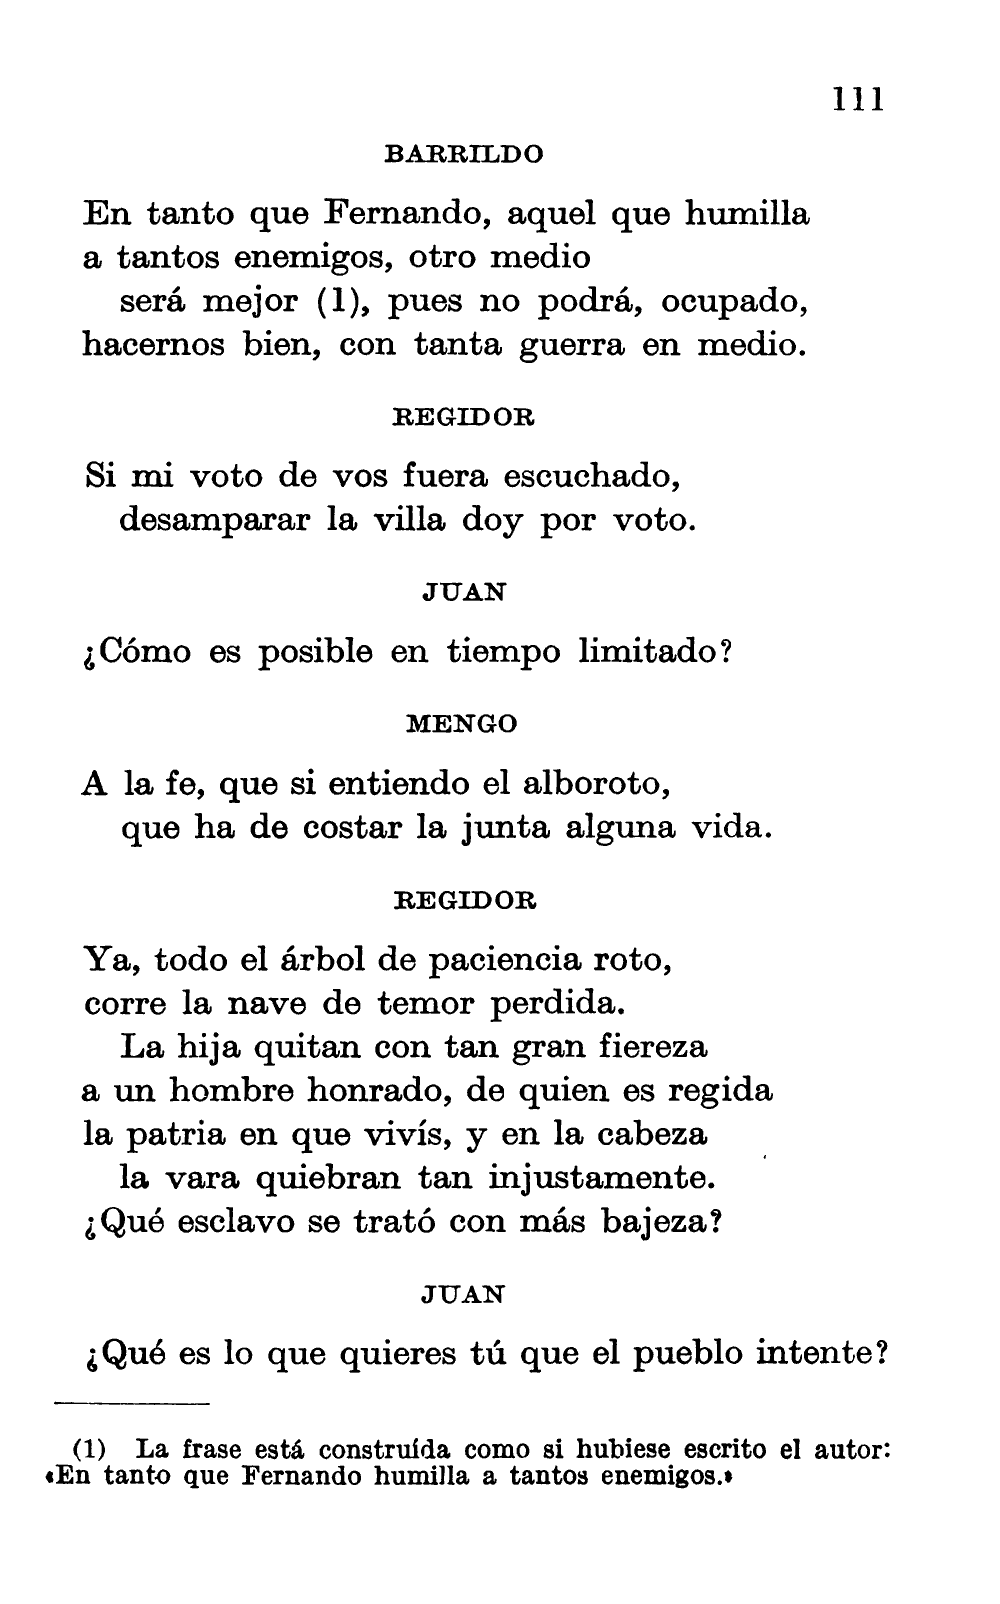 111
BARRILDO
En tanto que Fernando, aquel que humilla
a tantos enemigos, otro medio
será mejor (1), pues no podrá, ocupado,
hacernos bien, con tanta guerra en medio.
REGIDOR
Si mi voto de vos fuera escuchado,
desamparar la villa doy por voto.
JUAN
¿Cómo es posible en tiempo limitado?
MENGO
A la fe, que si entiendo el alboroto,
que ha de costar la junta alguna vida.
REGIDOR
Ya, todo el árbol de paciencia roto,
corre la nave de temor perdida.
La hija quitan con tan gran fiereza
a un hombre honrado, de quien es regida
la patria en que vivís, y en la cabeza
la vara quiebran tan injustamente.
¿Qué esclavo se trató con más bajeza?
JUAN
¿Qué es lo que quieres tú que el pueblo intente?
(1) La frase está construída como si hubiese escrito el autor:
«En tanto que Fernando humilla a tantos enemigos.»